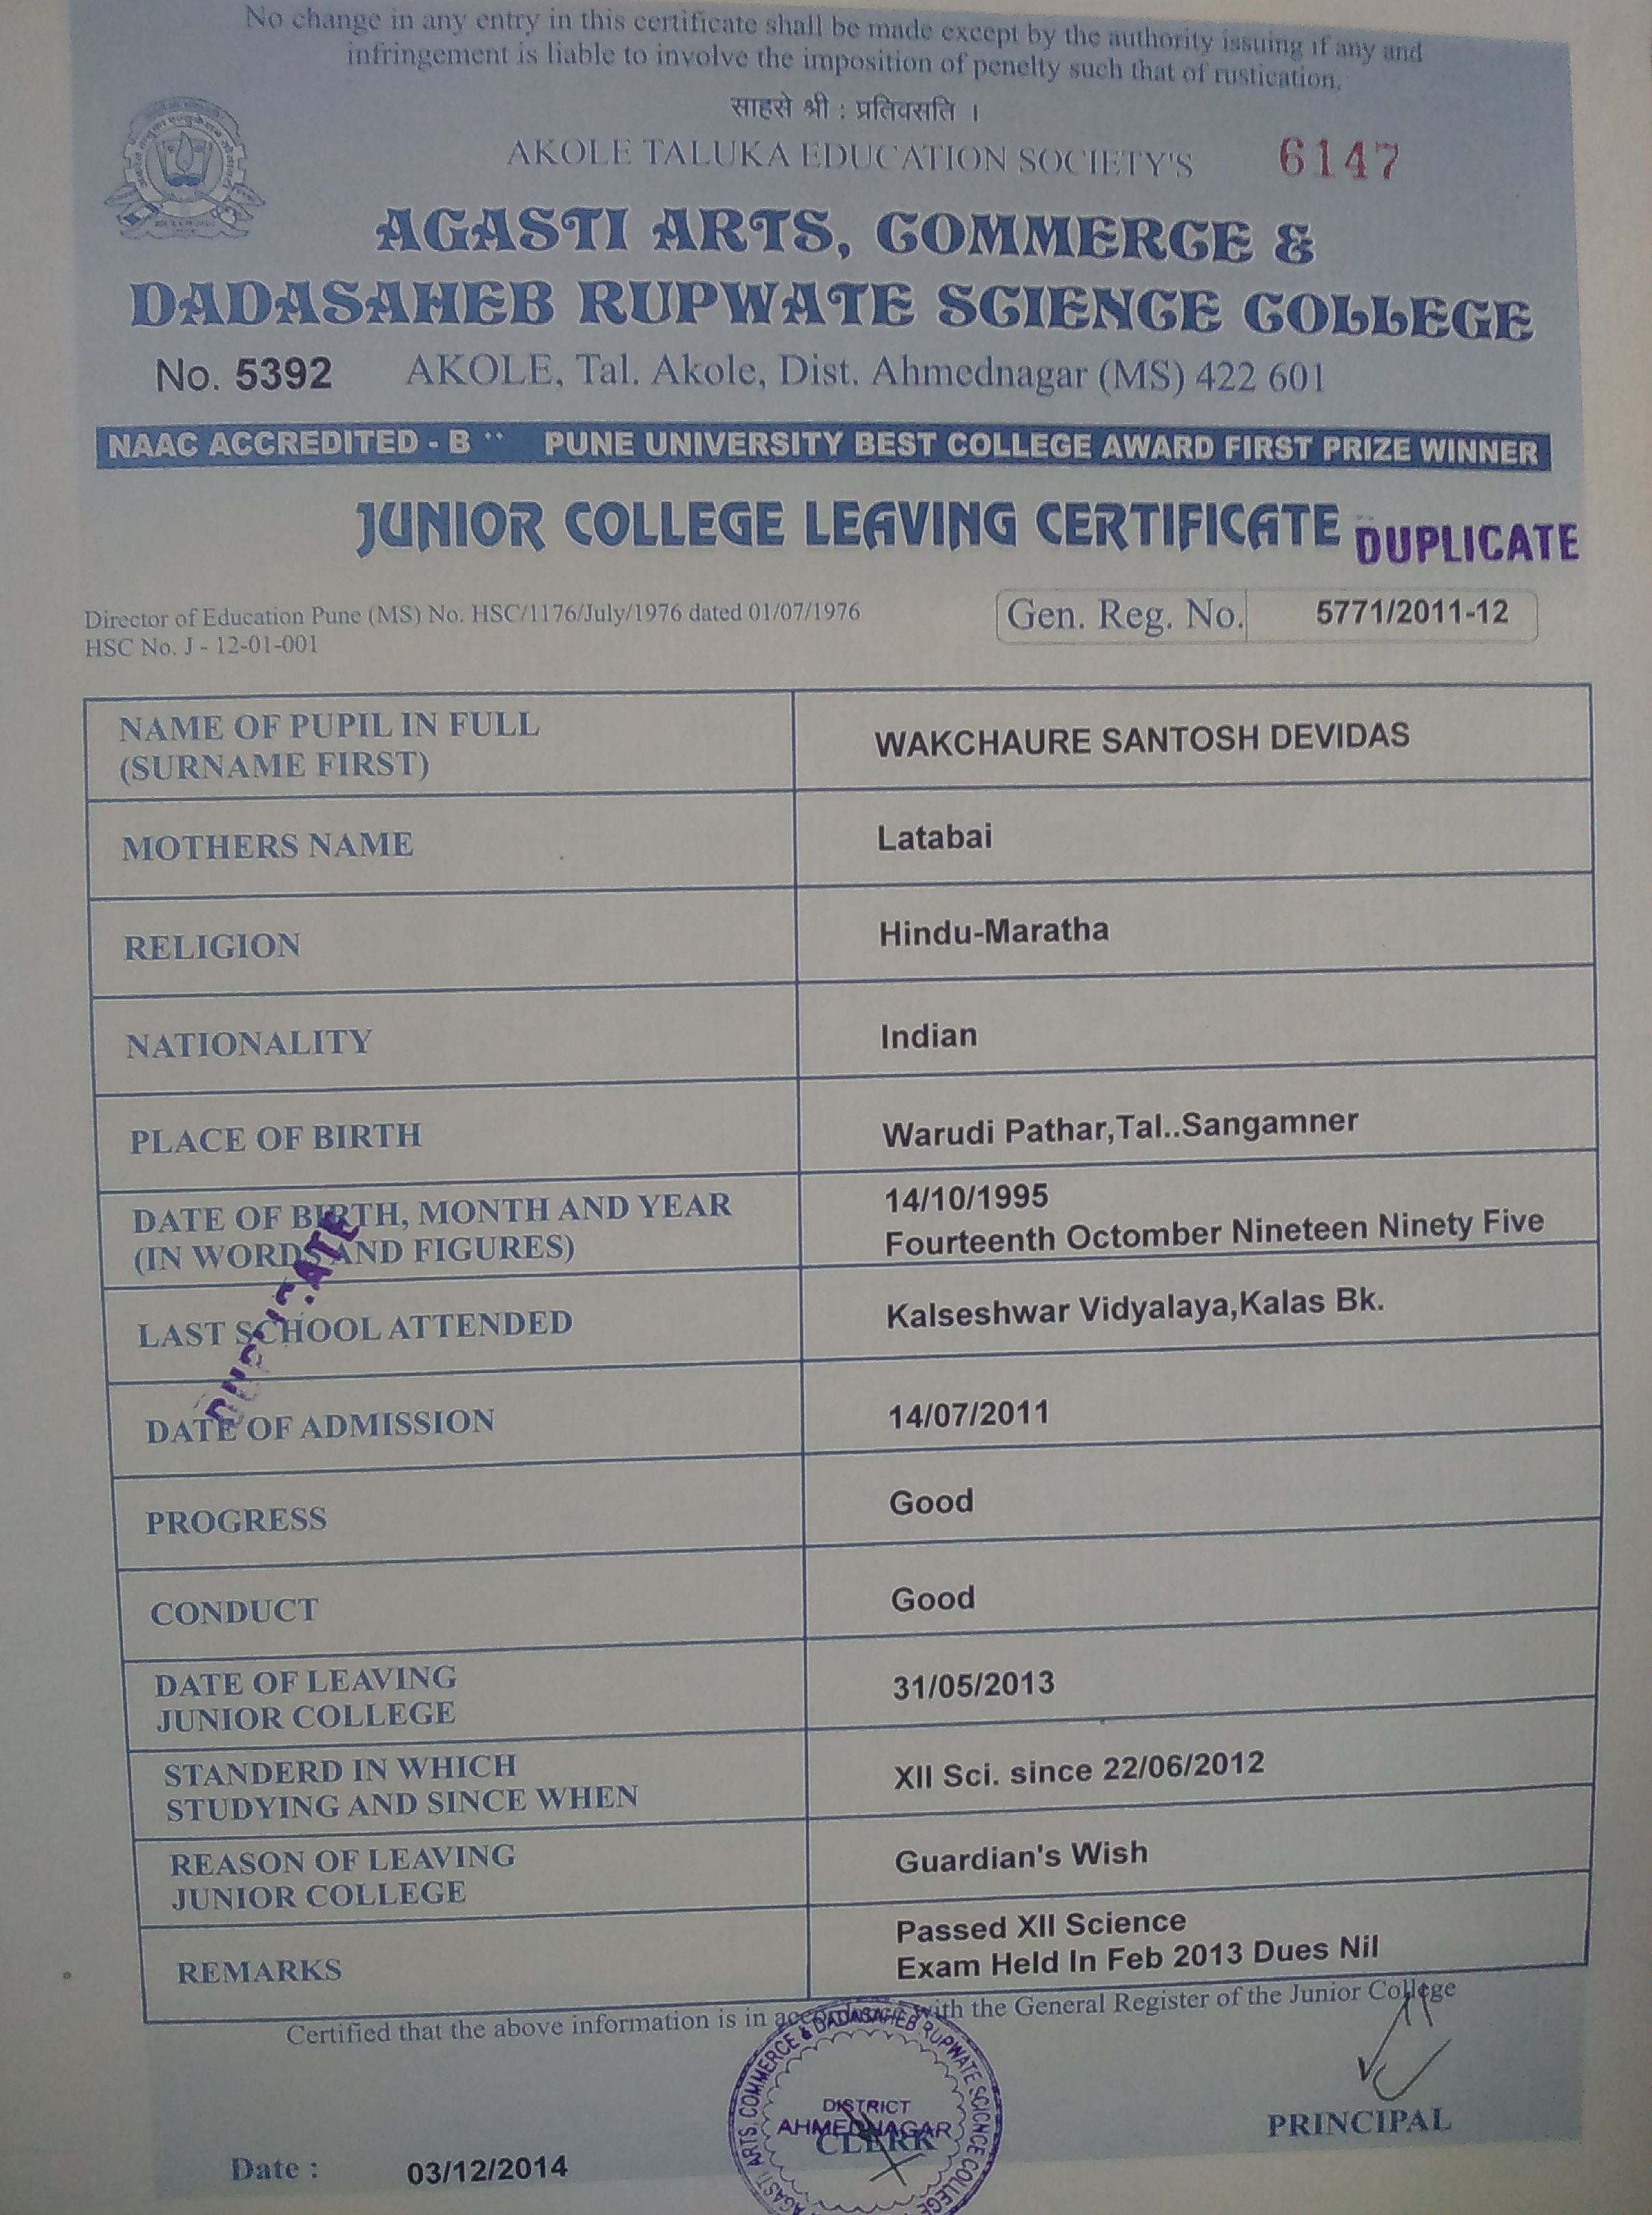 No change in any entry in this certificate shall be made except by the authority issuing if any and
infringement is liable to involve the imposition of penelty such that of rustication.
साहसे श्री : प्रतिवसति ।
AKOLE TALUKA EDUCATION SOCIETY'S 6147
AGASTI ARTS, COMMERCE &
DADASAHEB RUPWATE SCIENCE COLLEGE
No. 5392 AKOLE, Tal. Akole, Dist. Ahmednagar (MS) 422 601
NAAC ACCREDITED - B ++ PUNE UNIVERSITY BEST COLLEGE AWARD FIRST PRIZE WINNER
JUNIOR COLLEGE LEAVING CERTIFICATE DUPLICATE
Director of Education Pune (MS) No. HSC/1176/July/1976 dated 01/07/1976
HSC No. J - 12-01-001
Gen. Reg. No. 5771/2011-12
NAME OF PUPIL IN FULL
(SURNAME FIRST)
WAKCHAURE SANTOSH DEVIDAS
MOTHERS NAME
Latabai
RELIGION
Hindu-Maratha
NATIONALITY
Indian
PLACE OF BIRTH
Warudi Pathar,Tal..Sangamner
DATE OF BIRTH, MONTH AND YEAR
(IN WORDS AND FIGURES)
14/10/1995
Fourteenth Octomber Nineteen Ninety Five
DUPLICATE
LAST SCHOOL ATTENDED
Kalseshwar Vidyalaya,Kalas Bk.
DATE OF ADMISSION
14/07/2011
PROGRESS
Good
CONDUCT
Good
DATE OF LEAVING
JUNIOR COLLEGE
31/05/2013
STANDERD IN WHICH
STUDYING AND SINCE WHEN
XII Sci. since 22/06/2012
REASON OF LEAVING
JUNIOR COLLEGE
Guardian's Wish
REMARKS
Passed XII Science
Exam Held In Feb 2013 Dues Nil
Certified that the above information is in accordance with the General Register of the Junior College
AGASTI ARTS, COMMERCE & DADASAHEB RUPWATE SCIENCE COLLEGE
DISTRICT
AHMEDNAGAR
CLERK
PRINCIPAL
Date : 03/12/2014